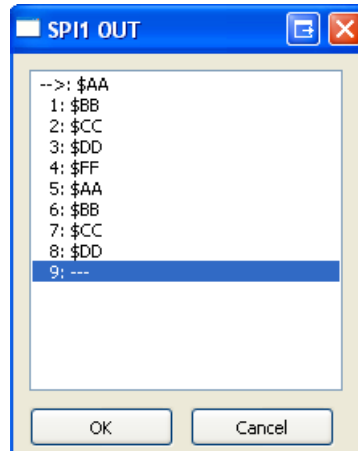 SPI1 OUT
-->: $AA
1: $BB
2: $CC
3: $DD
4: $FF
5: $AA
6: $BB
7: $CC
8: $DD
9: ---
OK Cancel